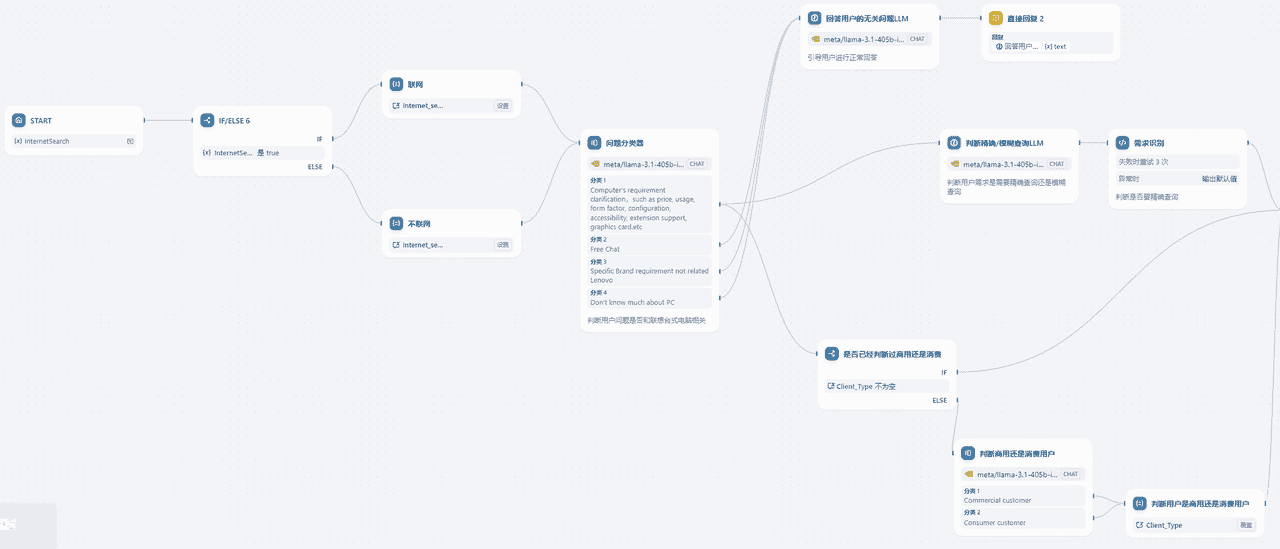 START
{x} InternetSearch
IF/ELSE 6
IF
{x} InternetSe... 是 true
ELSE
联网
Internet_se... 设置
不联网
Internet_se... 设置
问题分类器
meta/llama-3.1-405b-i... CHAT
分类 1
Computer's requirement
clarification, such as price, usage,
form factor, configuration,
accessibility, extension support,
graphics card.etc
分类 2
Free Chat
分类 3
Specific Brand requirement not related
Lenovo
分类 4
Don't know much about PC
判断用户问题是否和联想台式电脑相关
回答用户的无关问题LLM
meta/llama-3.1-405b-i... CHAT
引导用户进行正常回答
直接回复 2
回复
回答用户... {x} text
判断精确/模糊查询LLM
meta/llama-3.1-405b-i... CHAT
判断用户需求是需要精确查询还是模糊
查询
需求识别
失败时重试 3 次
异常时 输出默认值
判断是否要精确查询
是否已经判断过商用还是消费
IF
Client_Type 不为空
ELSE
判断商用还是消费用户
meta/llama-3.1-405b-i... CHAT
分类 1
Commercial customer
分类 2
Consumer customer
判断用户是商用还是消费用户
Client_Type 覆盖